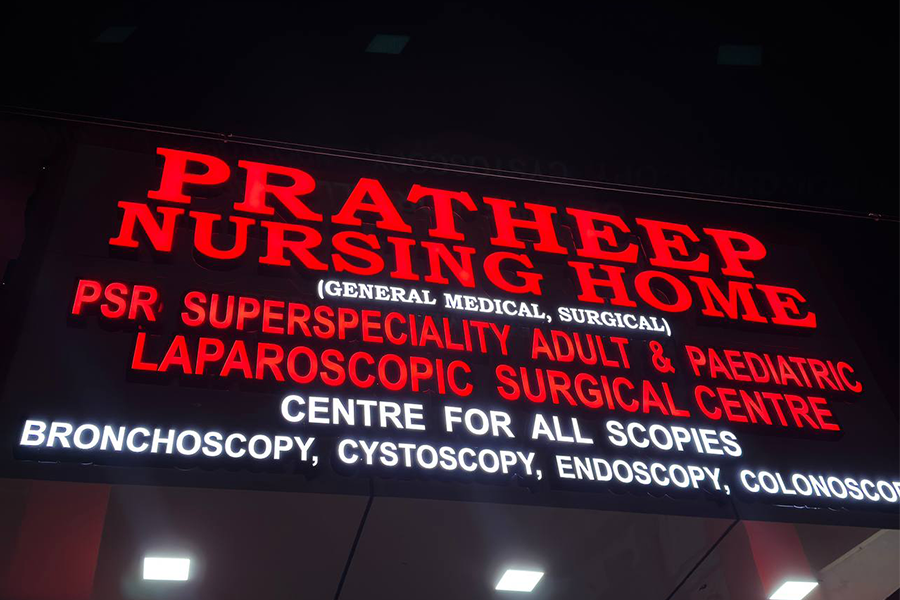 PRATHEEP
NURSING HOME
(GENERAL MEDICAL, SURGICAL)
PSR SUPERSPECIALITY ADULT & PAEDIATRIC
LAPAROSCOPIC SURGICAL CENTRE
CENTRE FOR ALL SCOPIES
BRONCHOSCOPY, CYSTOSCOPY, ENDOSCOPY,